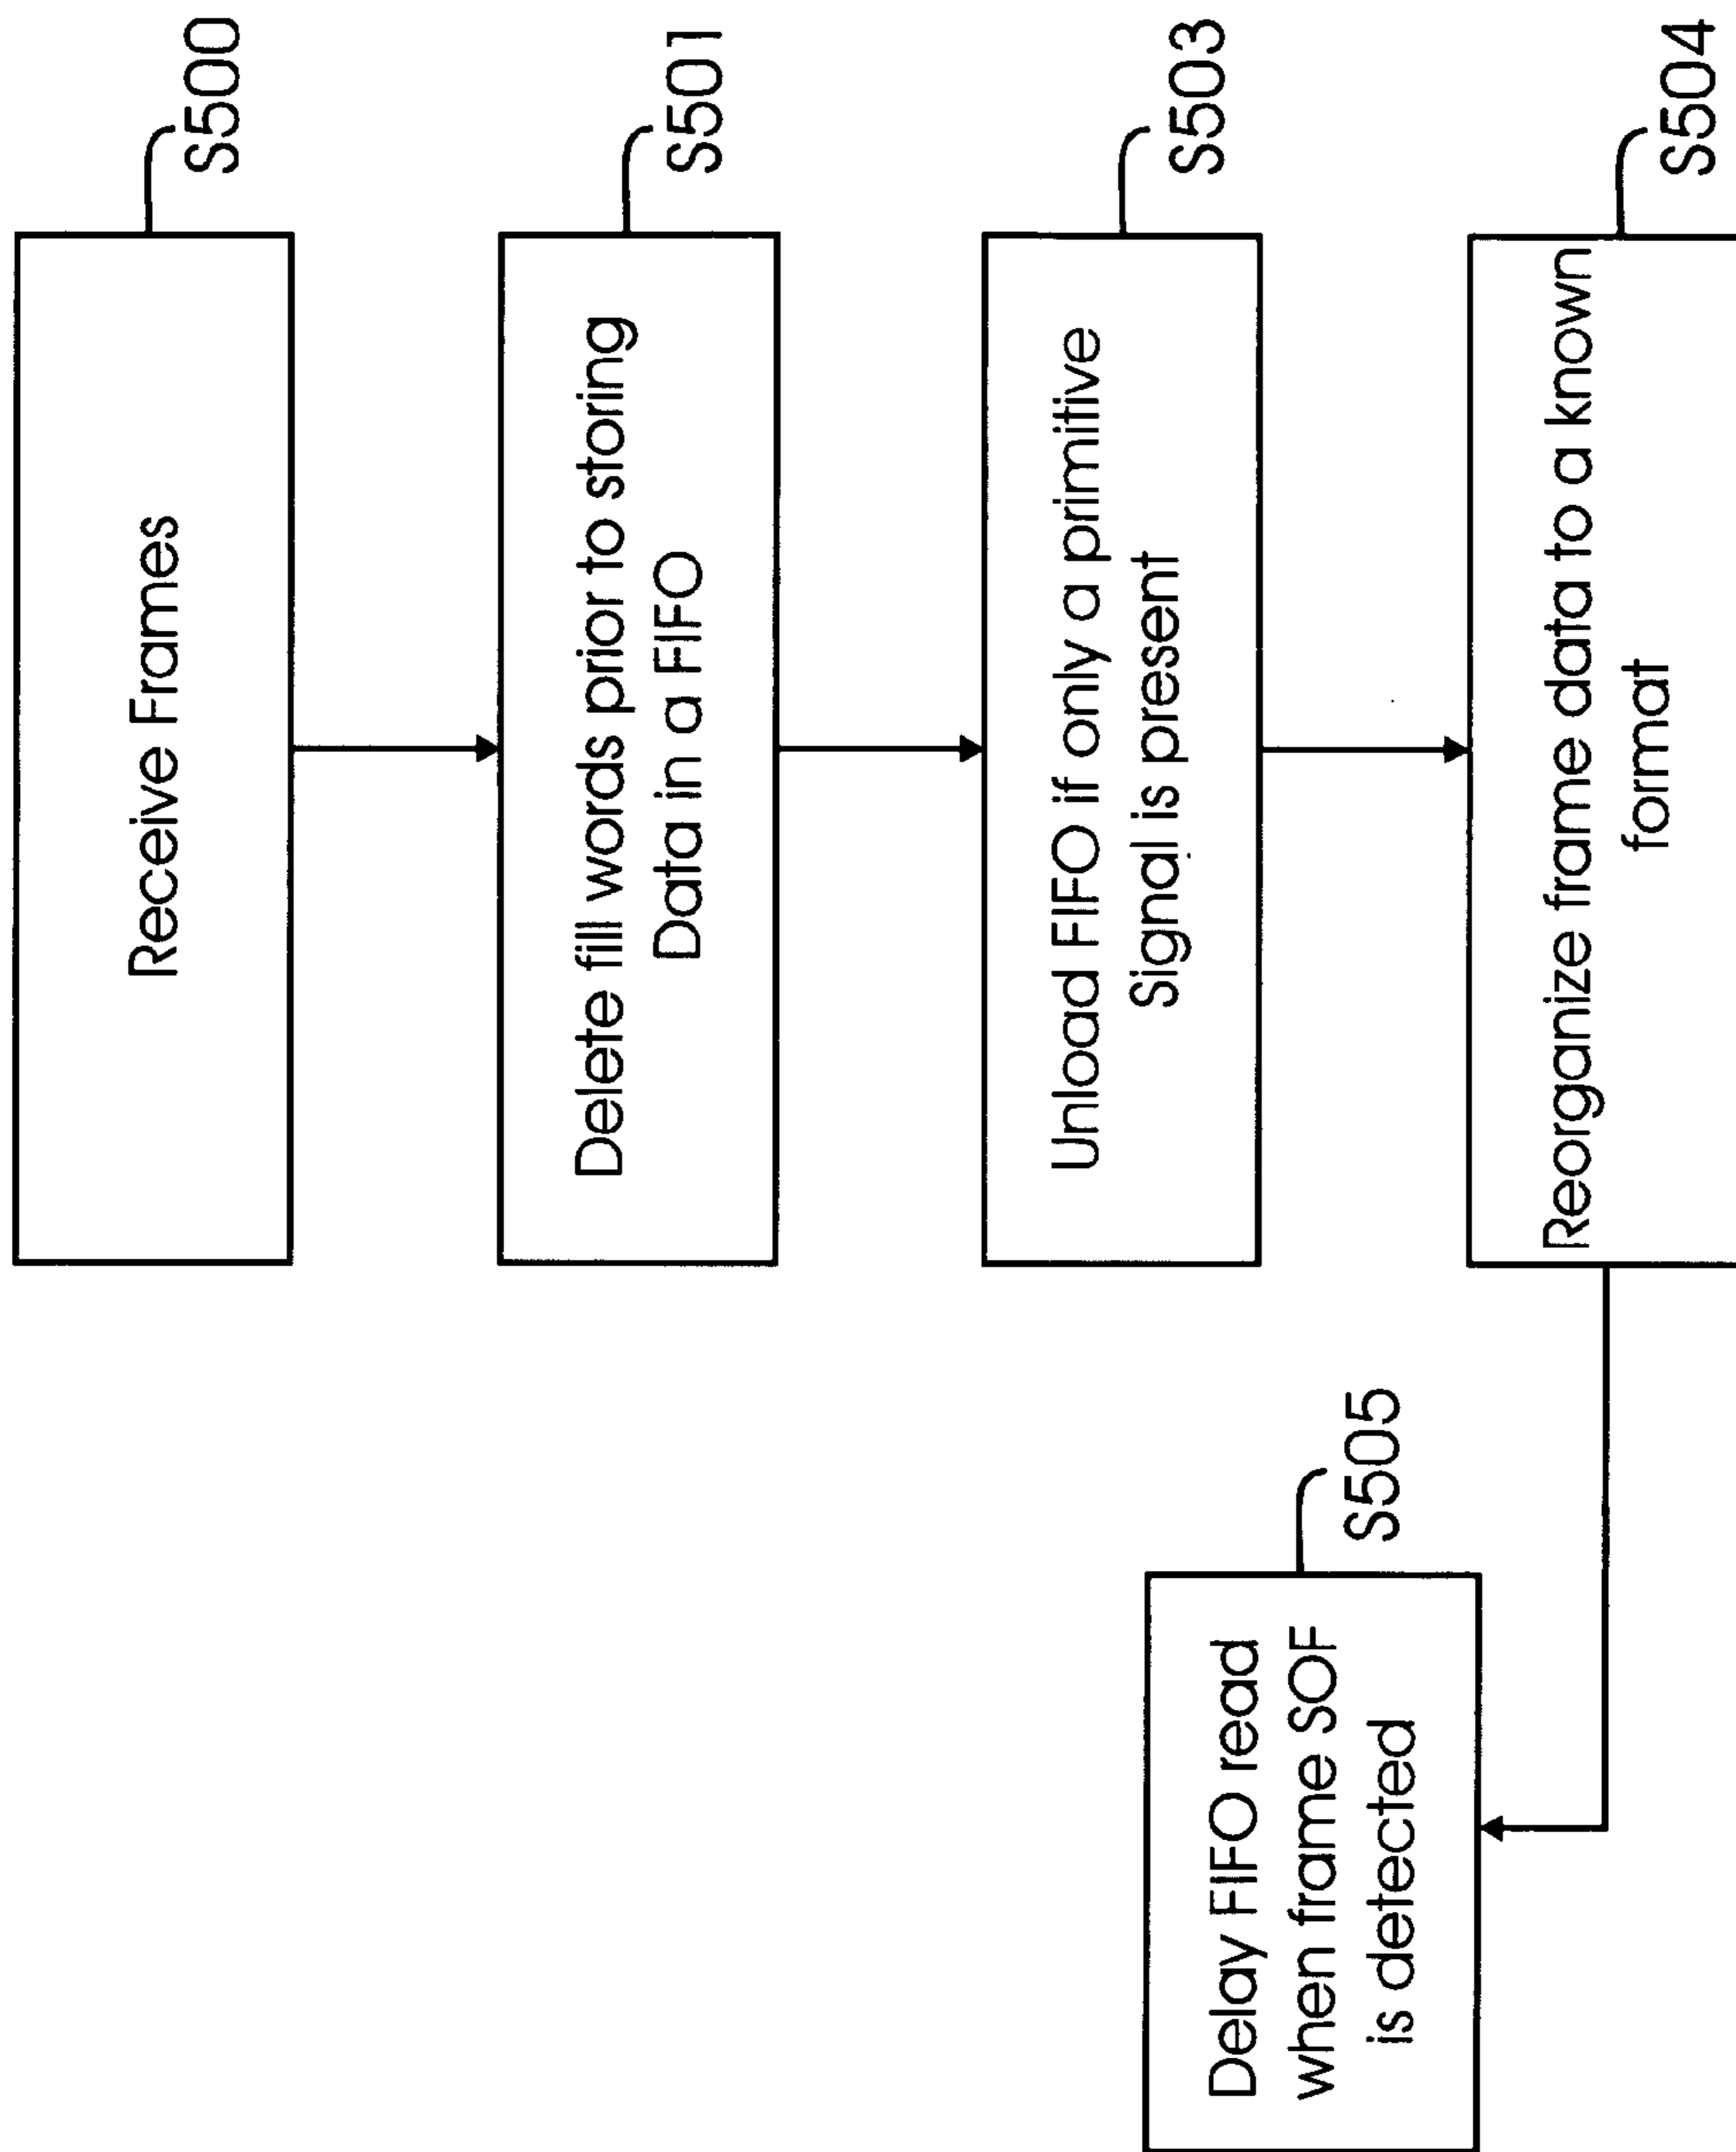 Receive Frames
S500
Delete fill words prior to storing
Data in a FIFO
S501
Unload FIFO if only a primitive
Signal is present
S503
Reorganize frame data to a known
format
S504
Delay FIFO read
when frame SOF
is detected
S505